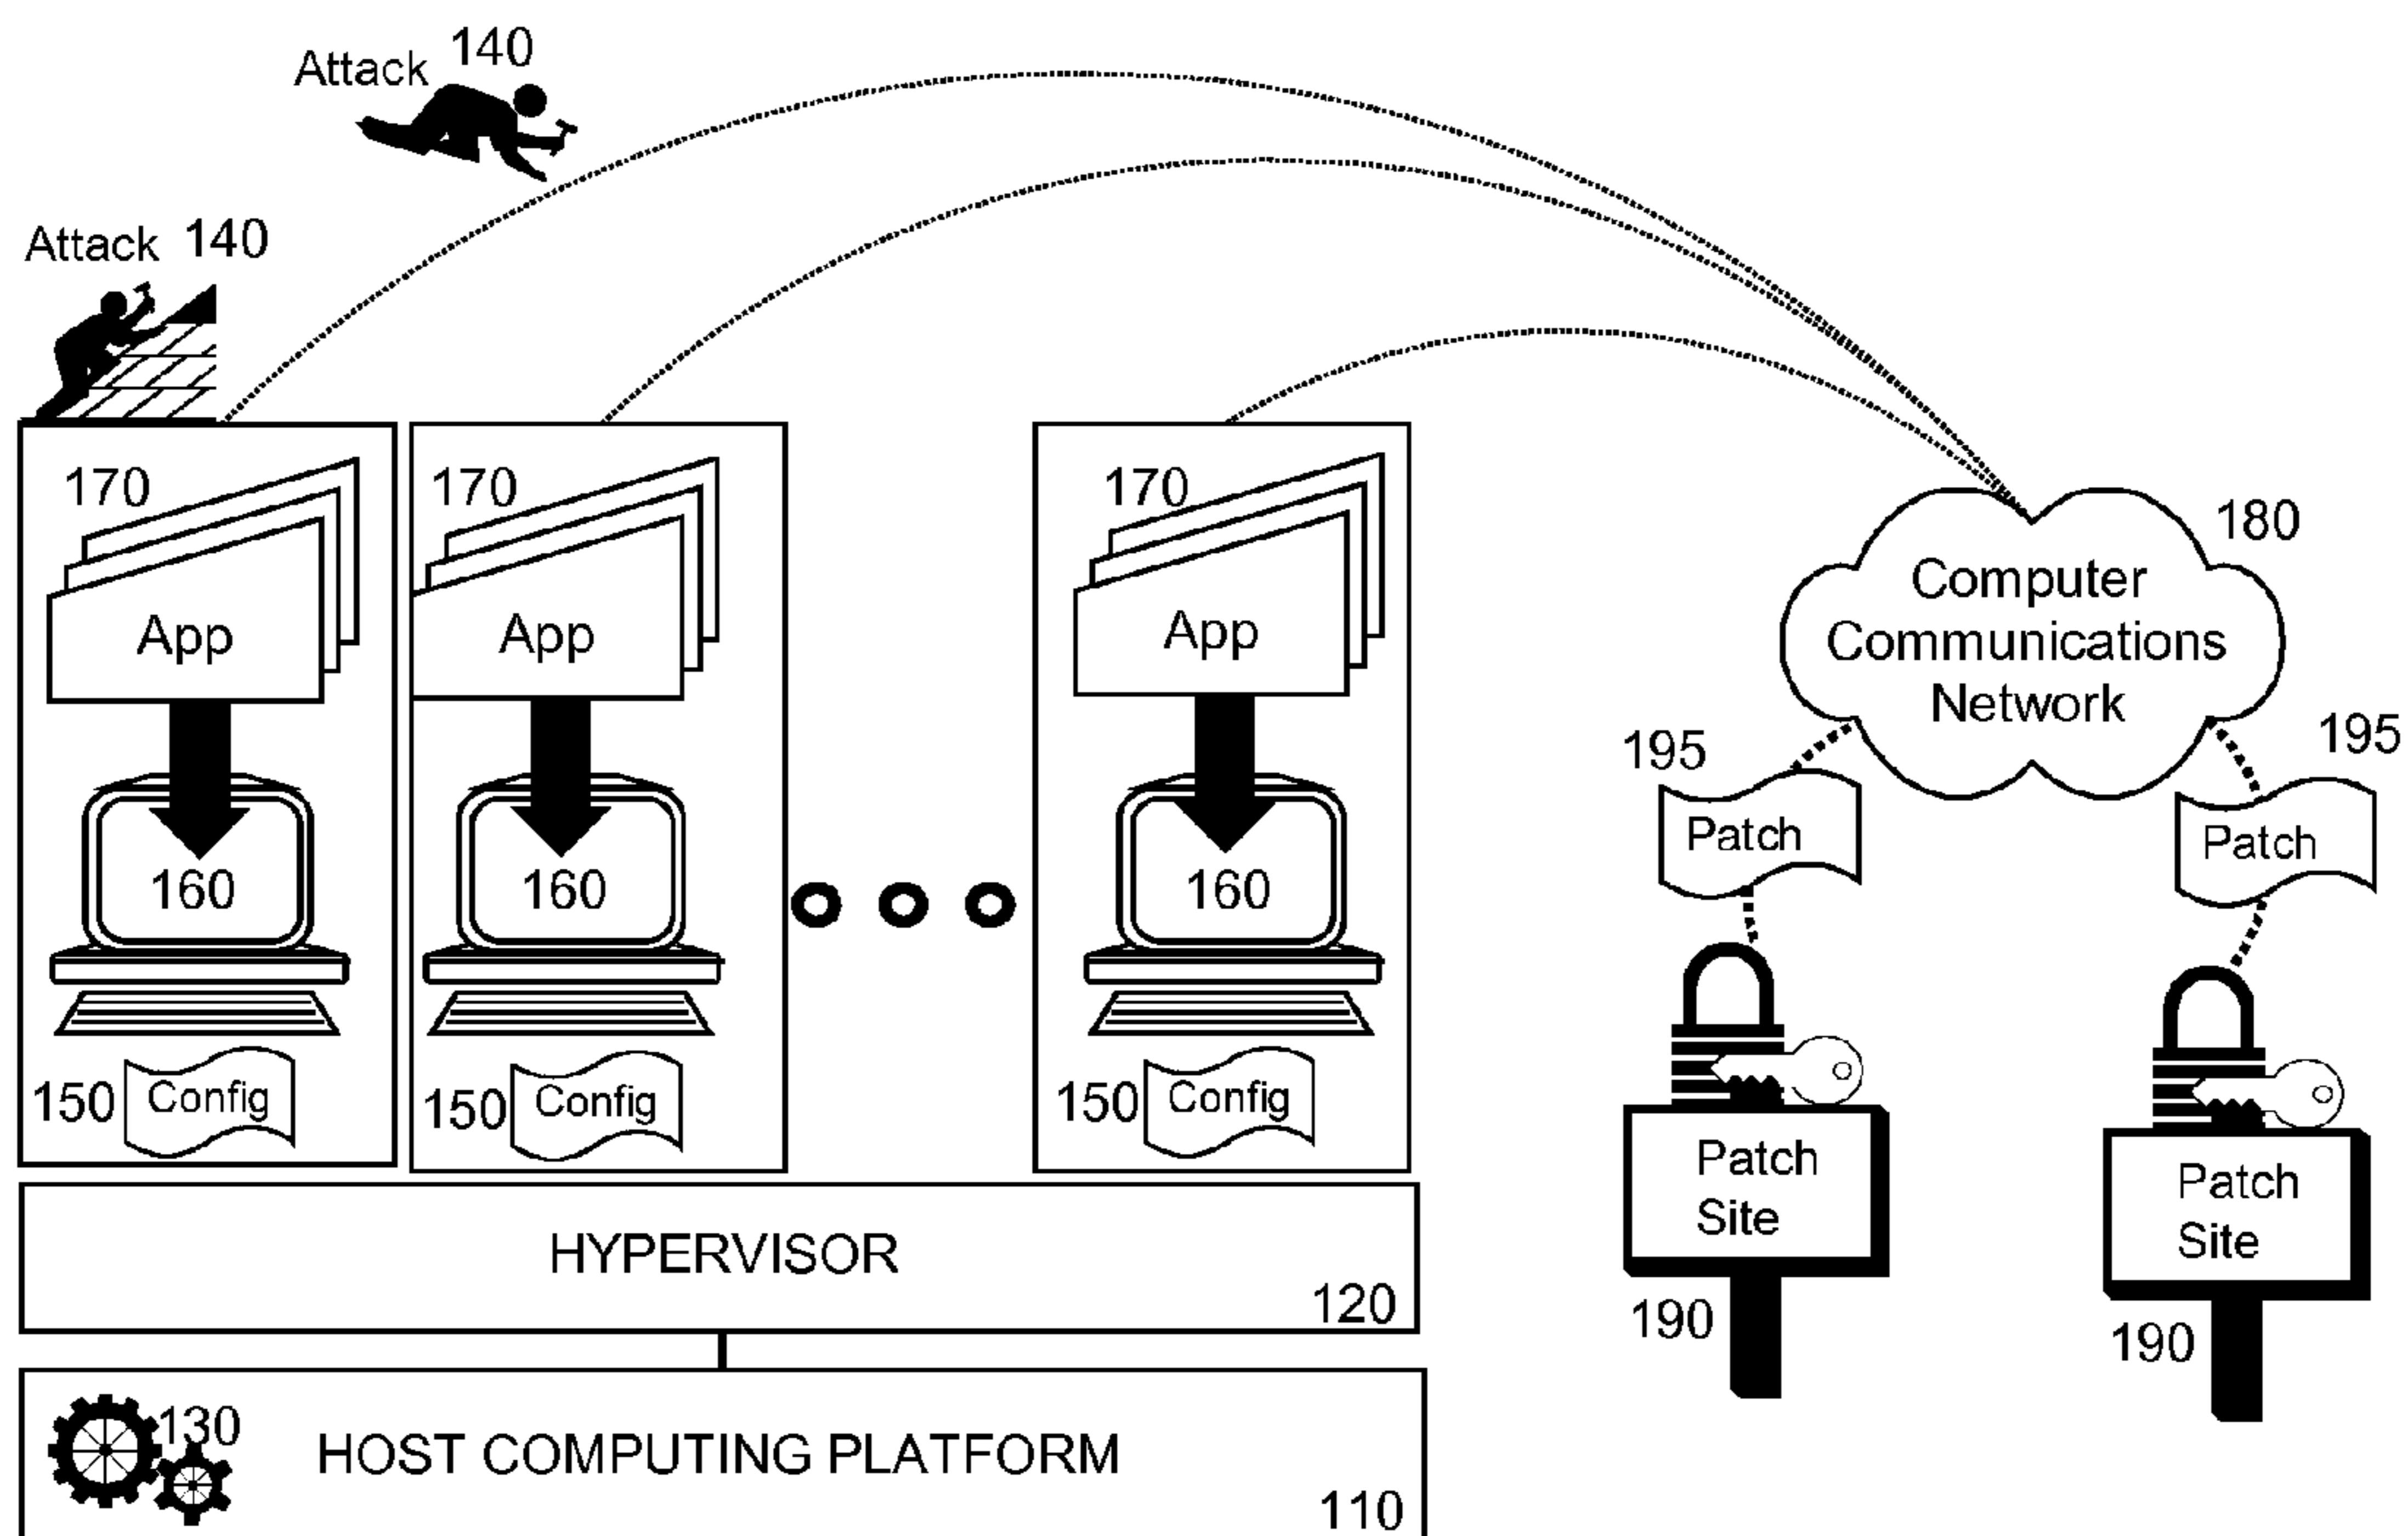 Attack 140
Attack 140
170
170
170
App
App
App
160
160
160
150 Config
150 Config
150 Config
HYPERVISOR
120
130
HOST COMPUTING PLATFORM
110
180
Computer
Communications
Network
195
195
Patch
Patch
Patch
Site
190
Patch
Site
190